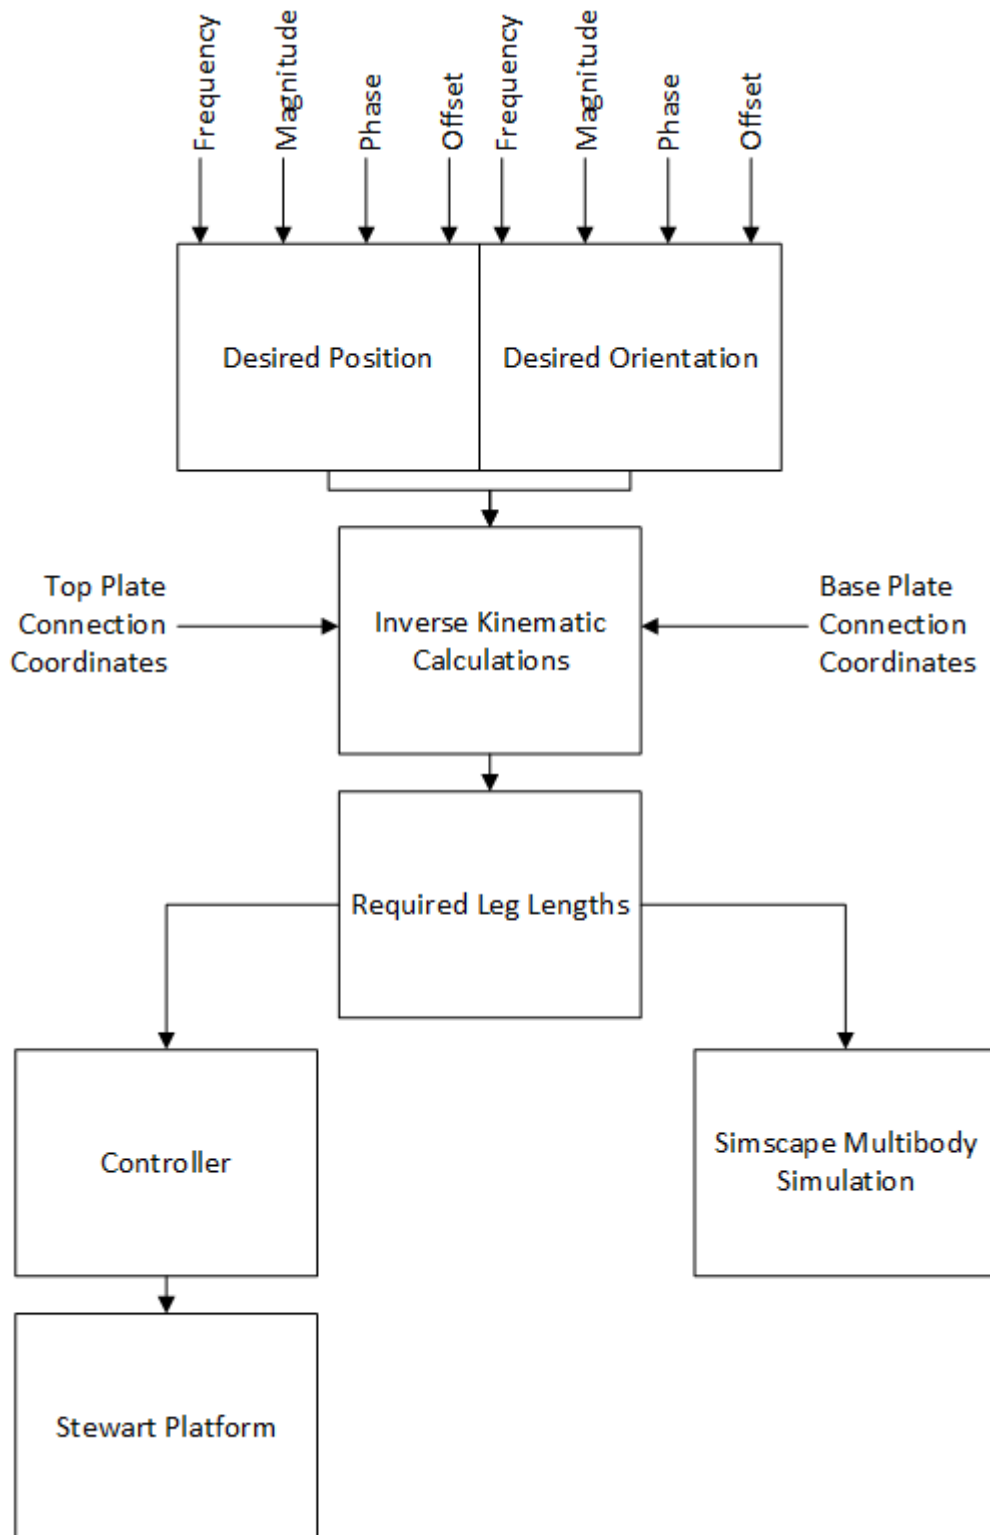 Frequency
Magnitude
Phase
Offset
Frequency
Magnitude
Phase
Offset
Desired Position
Desired Orientation
Top Plate
Connection
Coordinates
Inverse Kinematic
Calculations
Base Plate
Connection
Coordinates
Required Leg Lengths
Controller
Simscape Multibody
Simulation
Stewart Platform